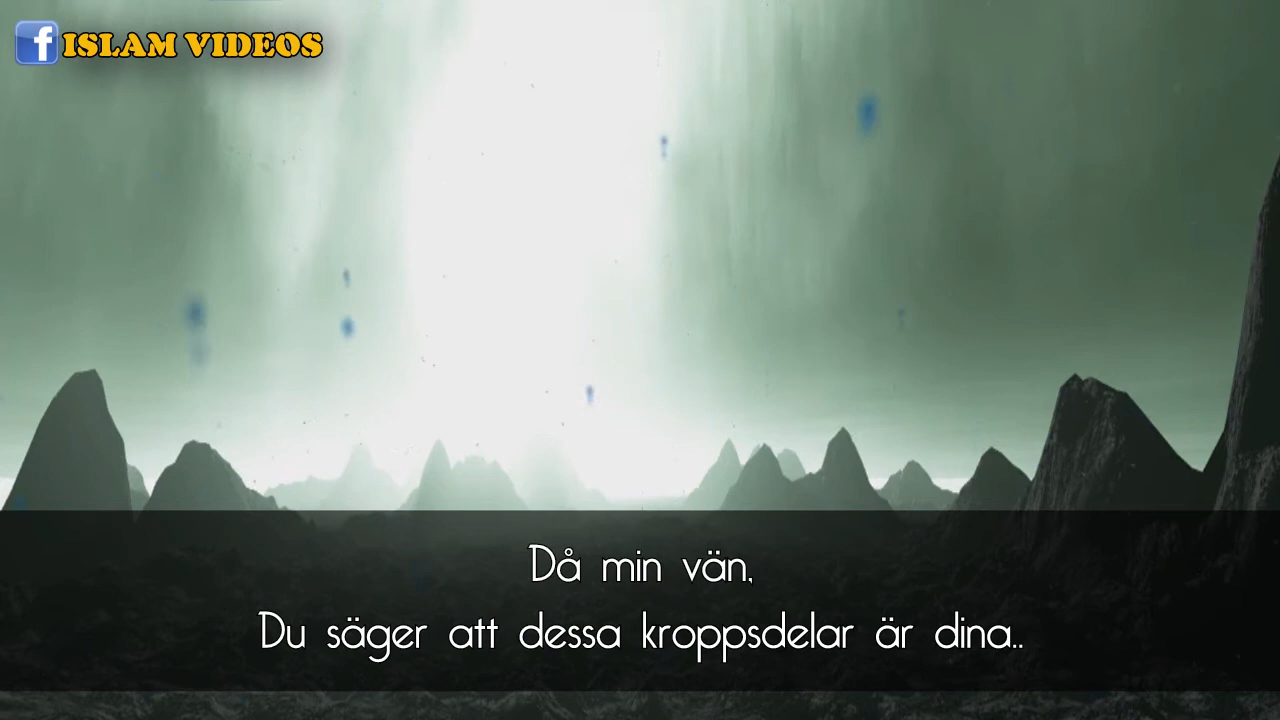 f ISLAM VIDEOS
Då min vän,
Du säger att dessa kroppsdelar är dina..